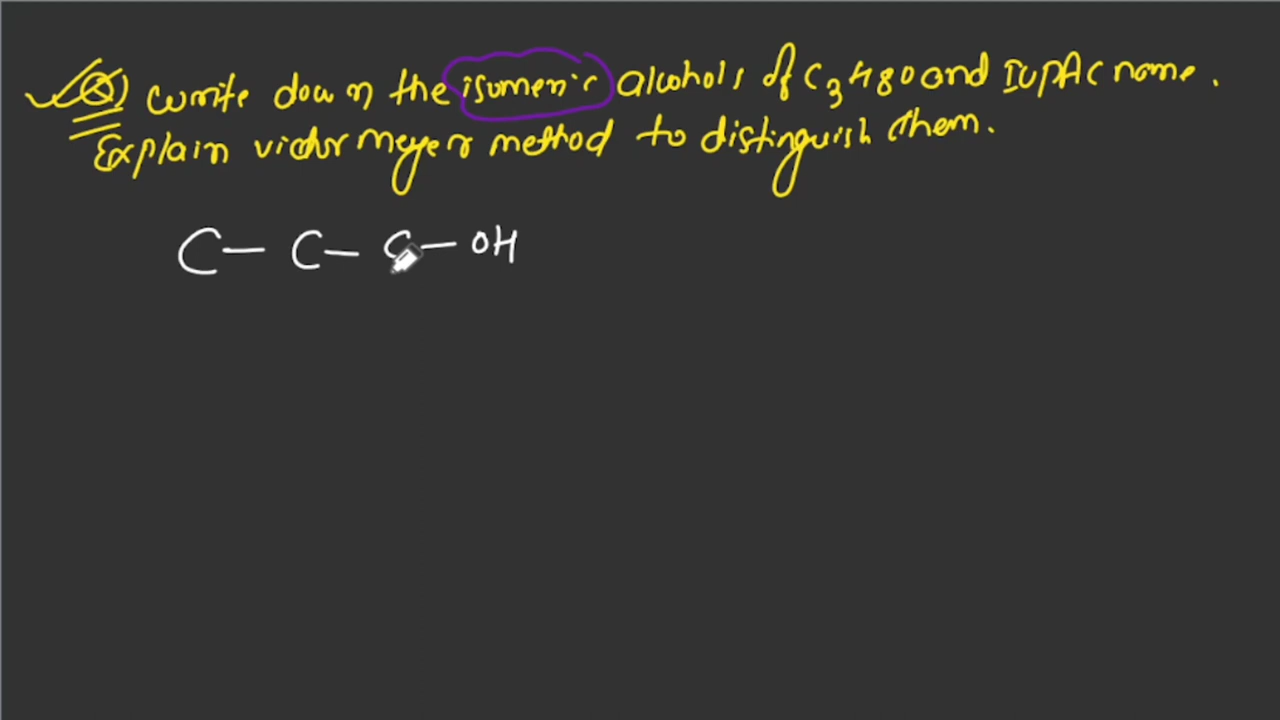 Q) write down the isomeric alcohols of C3H8O and IUPAC name.
Explain victor meyer method to distinguish them.
C — C — C — OH